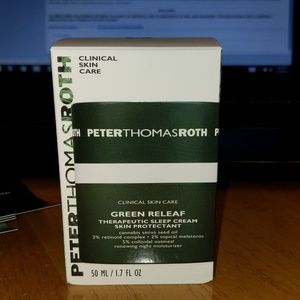 CLINICAL
SKIN
CARE
PETERTHOMASROTH
PETERTHOMASROTH
CLINICAL SKIN CARE
GREEN RELEAF
THERAPEUTIC SLEEP CREAM
SKIN PROTECTANT
cannabis sativa seed oil
2% retinoid complex • 2% topical melatonin
5% colloidal oatmeal
renewing night moisturizer
50 ML / 1.7 FL OZ